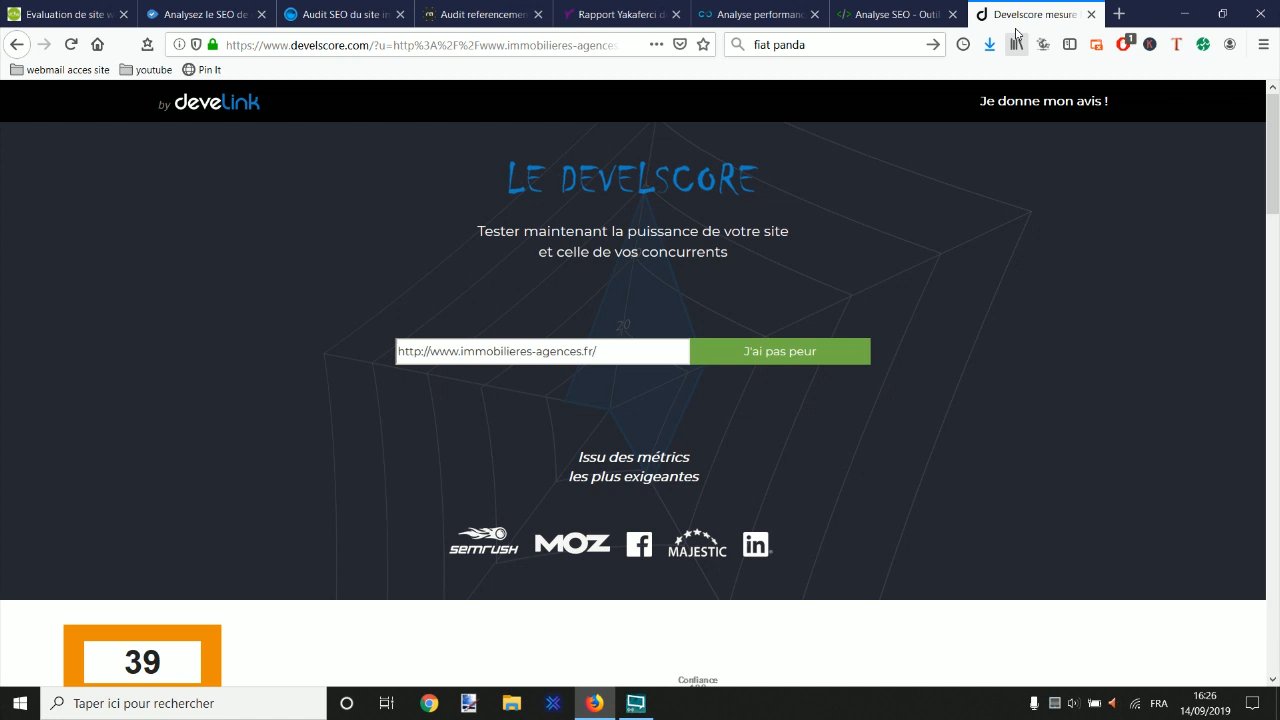 Evaluation de site w
Analysez le SEO de
Audit SEO du site in
Audit referencemen
Rapport Yakaferci de
Analyse performanc
Analyse SEO - Outil
Develscore mesure
https://www.develscore.com/?u=http%3A%2F%2Fwww.immobilieres-agences.
fiat panda
1
webmail acces site
youtube
Pin It
by develink
Je donne mon avis !
LE DEVELSCORE
Tester maintenant la puissance de votre site
et celle de vos concurrents
20
http://www.immobilieres-agences.fr/
J'ai pas peur
Issu des métrics
les plus exigeantes
SEMRUSH
MOZ
MAJESTIC
in
39
Confiance
Taper ici pour rechercher
FRA
16:26
14/09/2019